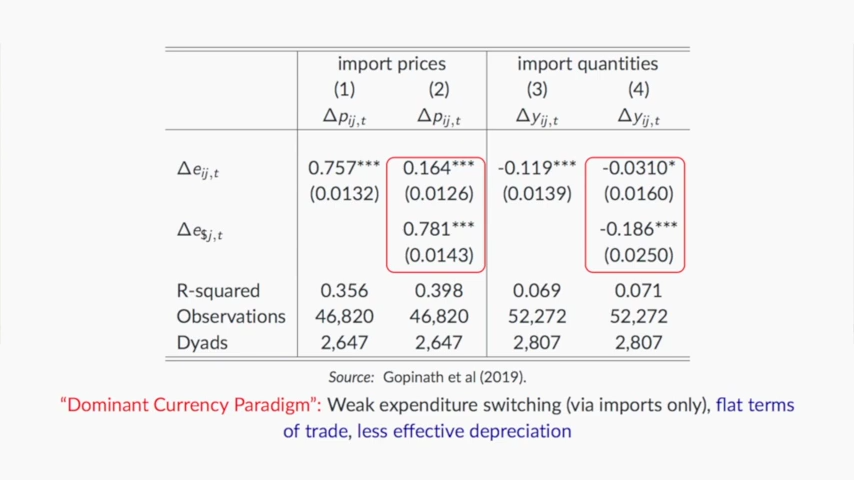 import prices import quantities
(1) (2) (3) (4)
Δp_{ij,t} Δp_{ij,t} Δy_{ij,t} Δy_{ij,t}
Δe_{ij,t} 0.757*** 0.164*** -0.119*** -0.0310*
(0.0132) (0.0126) (0.0139) (0.0160)
Δe_{$j,t} 0.781*** -0.186***
(0.0143) (0.0250)
R-squared 0.356 0.398 0.069 0.071
Observations 46,820 46,820 52,272 52,272
Dyads 2,647 2,647 2,807 2,807
Source: Gopinath et al (2019).
“Dominant Currency Paradigm”: Weak expenditure switching (via imports only), flat terms
of trade, less effective depreciation